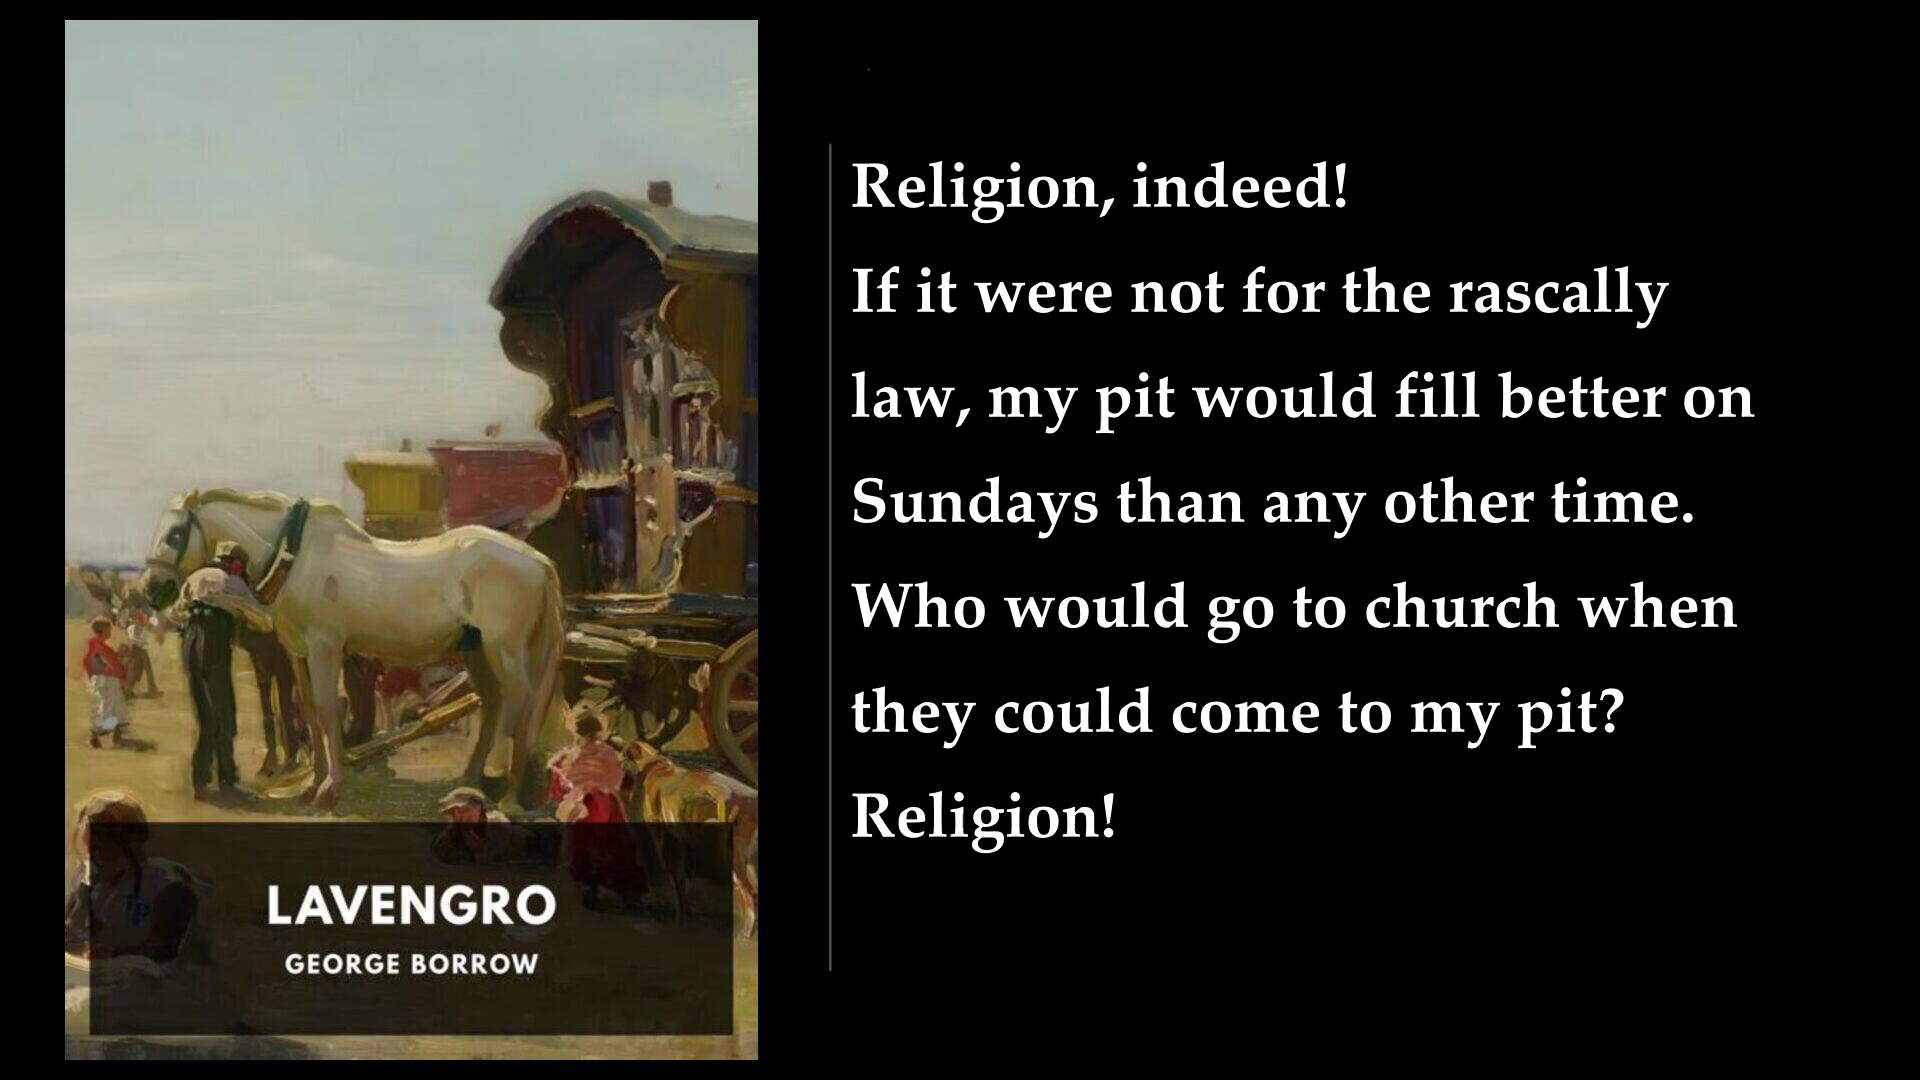 LAVENGRO
GEORGE BORROW
Religion, indeed!
If it were not for the rascally
law, my pit would fill better on
Sundays than any other time.
Who would go to church when
they could come to my pit?
Religion!